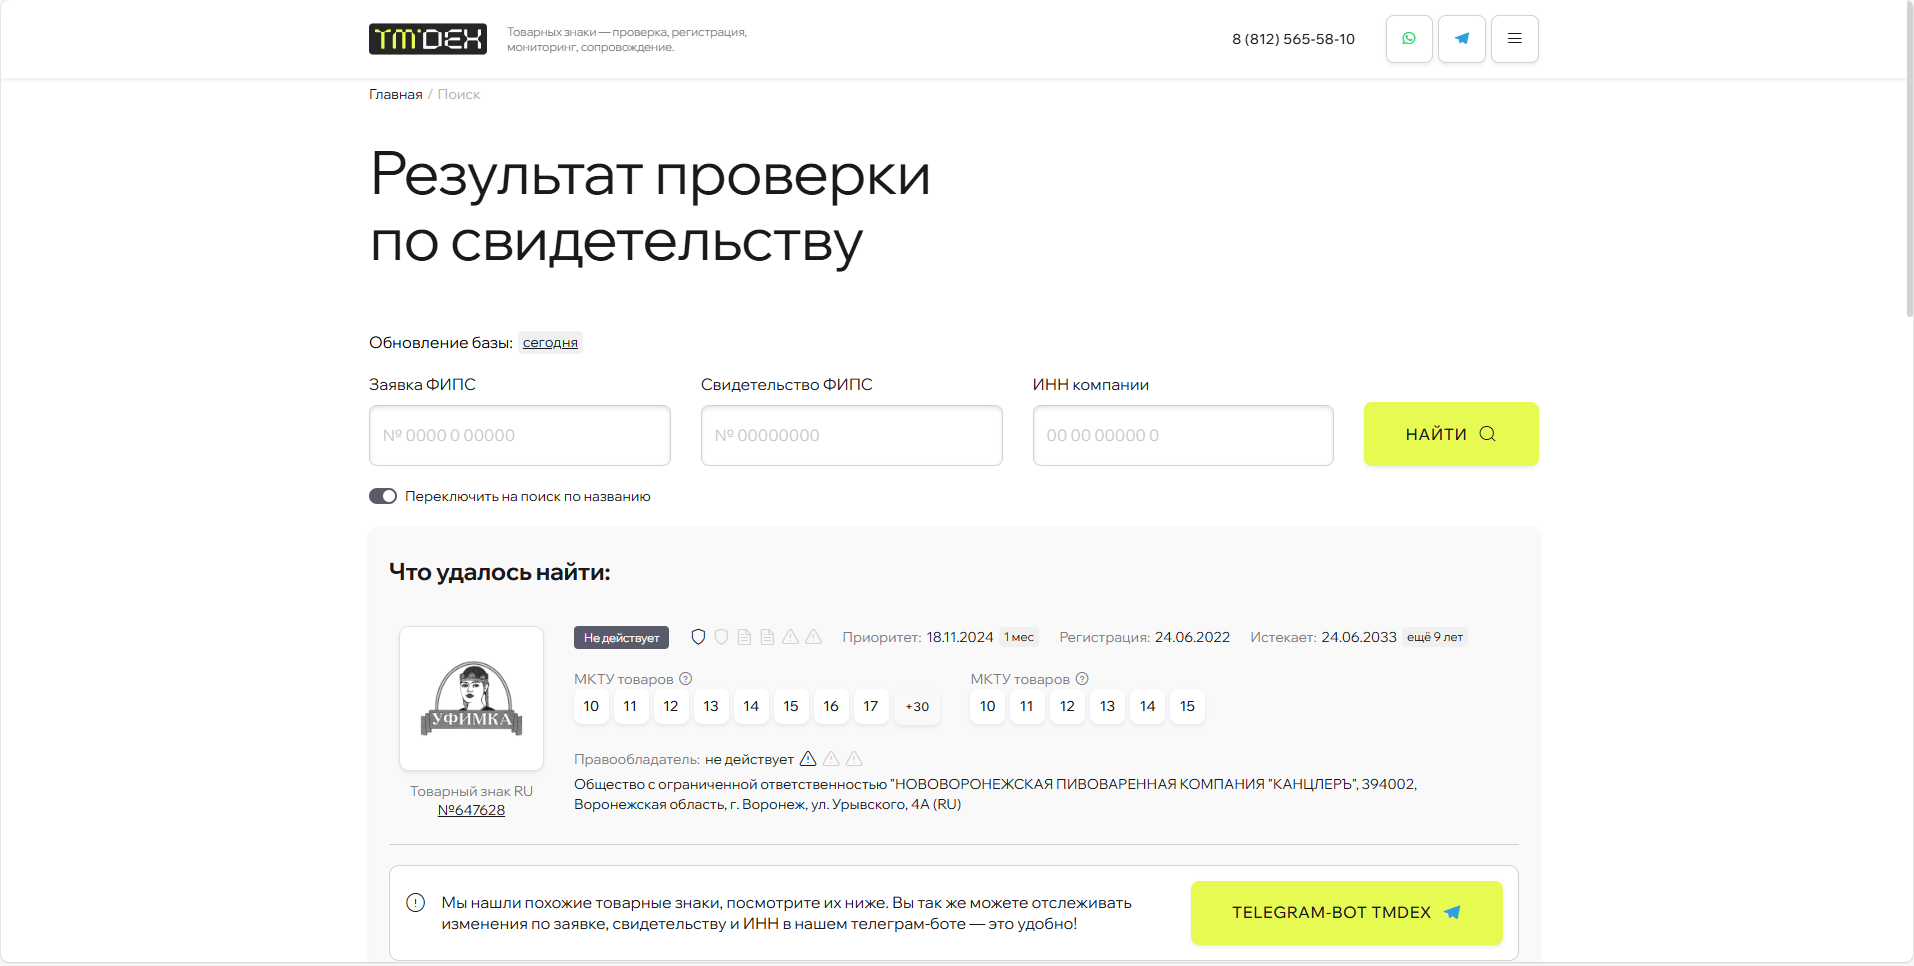 TMDEX
Товарных знаки — проверка, регистрация,
мониторинг, сопровождение.
8 (812) 565-58-10
Главная / Поиск
Результат проверки
по свидетельству
Обновление базы: сегодня
Заявка ФИПС
Свидетельство ФИПС
ИНН компании
№ 0000 0 00000
№ 00000000
00 00 00000 0
НАЙТИ
Переключить на поиск по названию
Что удалось найти:
Не действует
Приоритет: 18.11.2024 1 мес
Регистрация: 24.06.2022
Истекает: 24.06.2033 ещё 9 лет
МКТУ товаров ?
10 11 12 13 14 15 16 17 +30
МКТУ товаров ?
10 11 12 13 14 15
УФИМКА
Товарный знак RU
№647628
Правообладатель: не действует
Общество с ограниченной ответственностью "НОВОВОРОНЕЖСКАЯ ПИВОВАРЕННАЯ КОМПАНИЯ "КАНЦЛЕРЪ", 394002,
Воронежская область, г. Воронеж, ул. Урывского, 4А (RU)
Мы нашли похожие товарные знаки, посмотрите их ниже. Вы так же можете отслеживать
изменения по заявке, свидетельству и ИНН в нашем телеграм-боте — это удобно!
TELEGRAM-BOT TMDEX